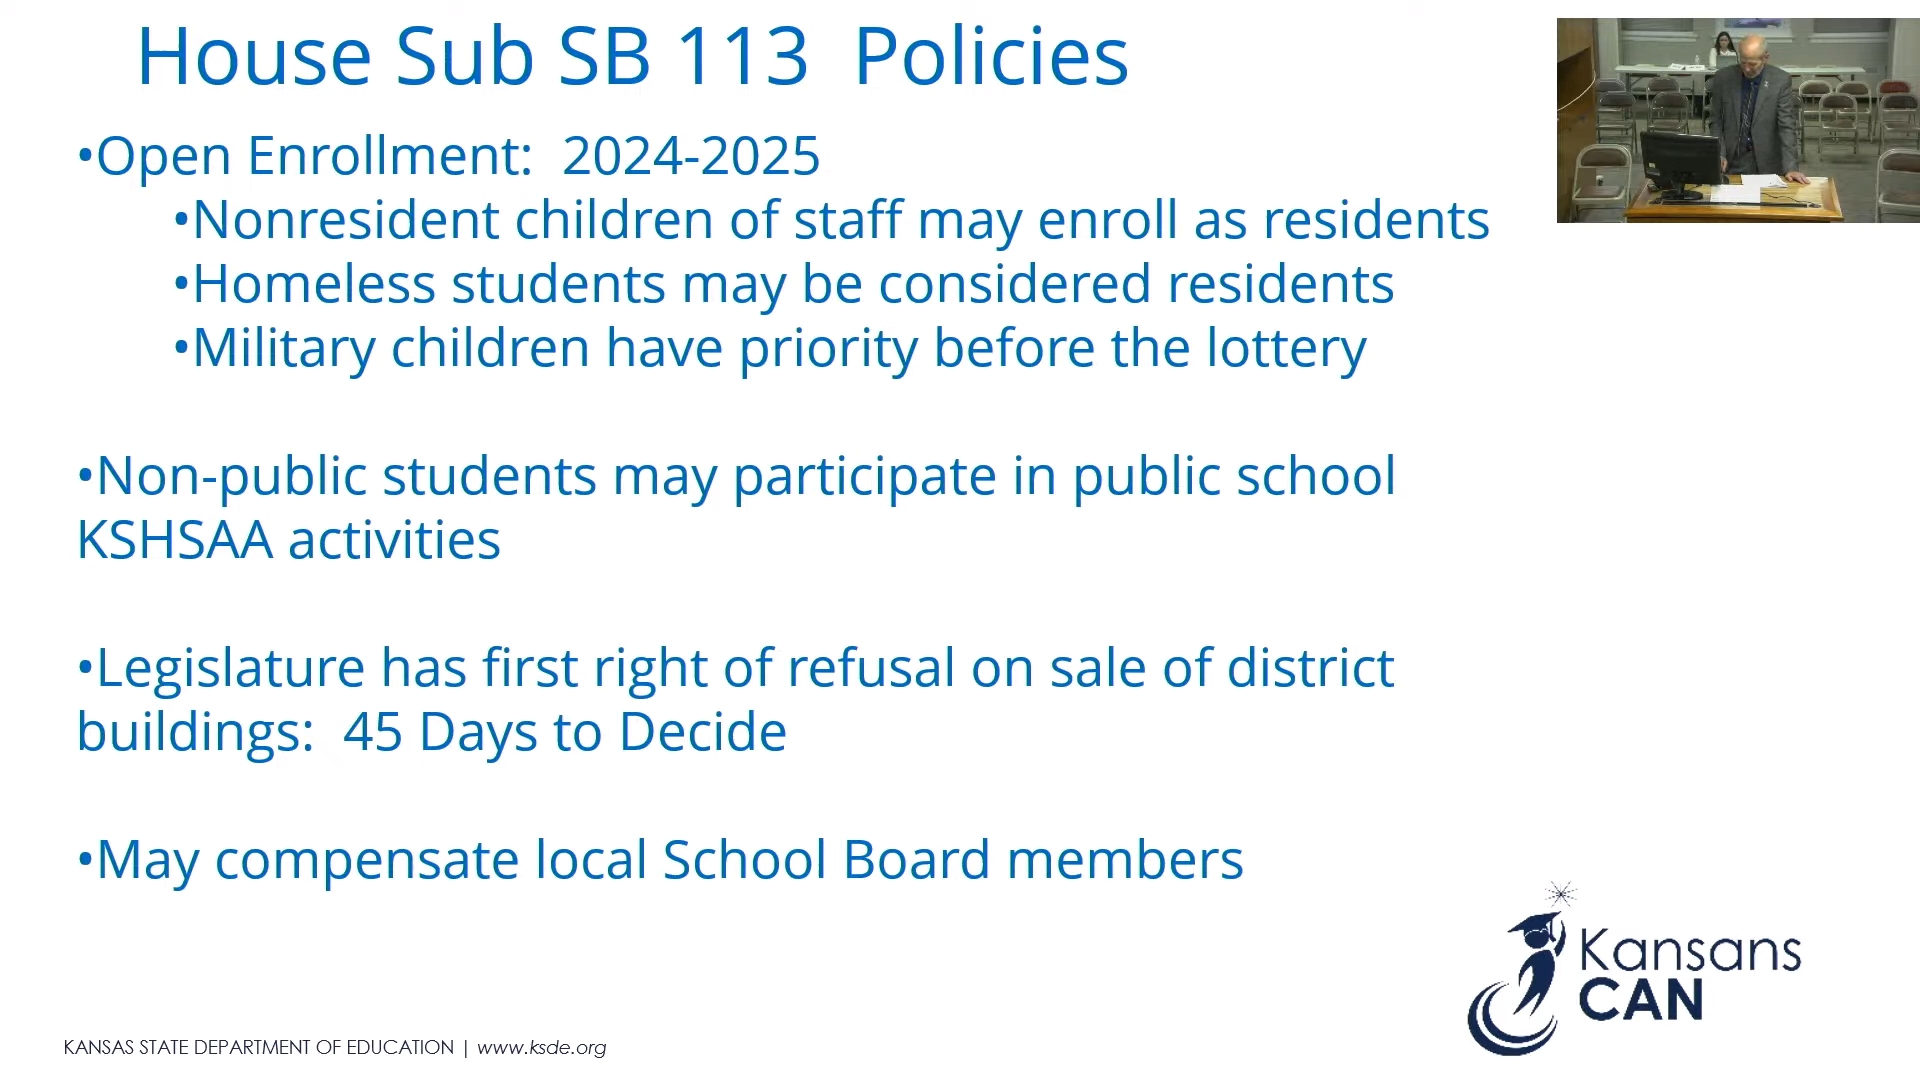 House Sub SB 113  Policies
•Open Enrollment:  2024-2025
•Nonresident children of staff may enroll as residents
•Homeless students may be considered residents
•Military children have priority before the lottery
•Non-public students may participate in public school
KSHSAA activities
•Legislature has first right of refusal on sale of district
buildings:  45 Days to Decide
•May compensate local School Board members
Kansans
CAN
KANSAS STATE DEPARTMENT OF EDUCATION | www.ksde.org